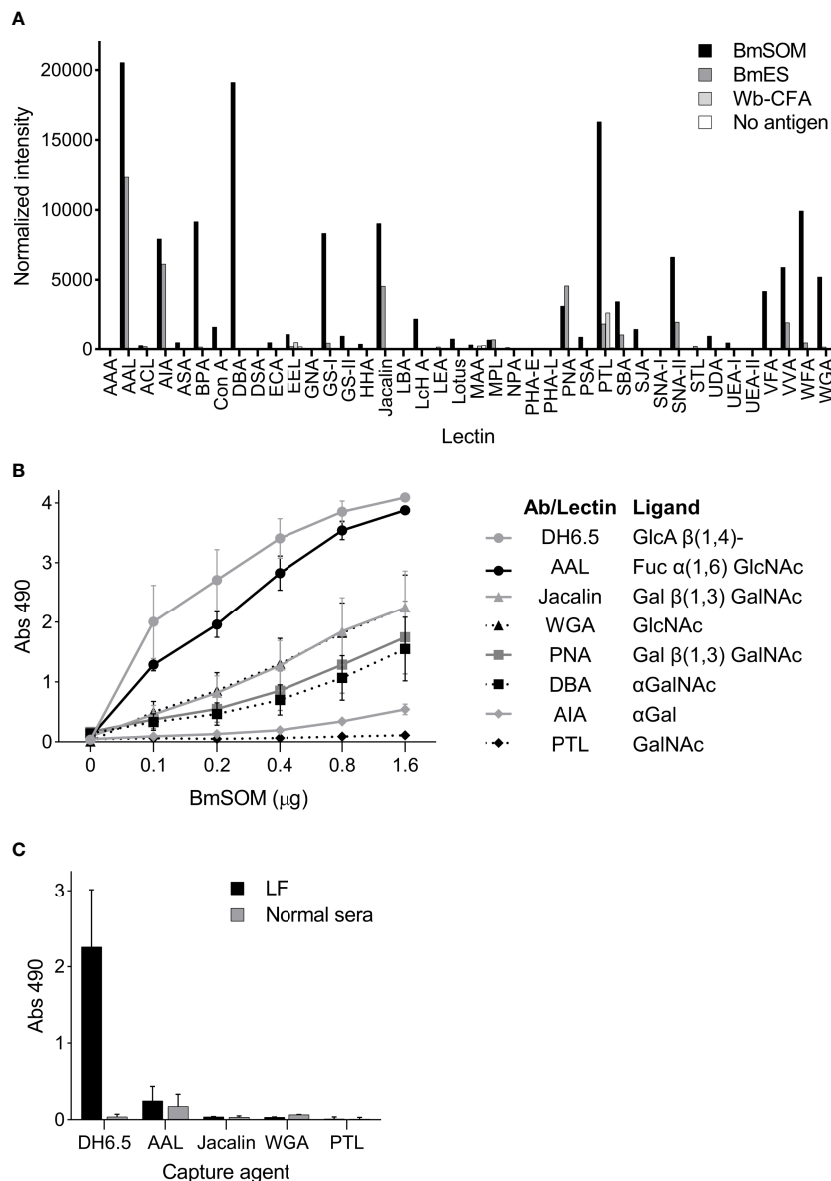 A
Normalized intensity
20000
15000
10000
5000
0
BmSOM
BmES
Wb-CFA
No antigen
AAA
AAL
ACL
AIA
ASA
BPA
Con A
DBA
DSA
ECA
EEL
GNA
GS-I
GS-II
HHA
Jacalin
LBA
LcH A
LEA
Lotus
MAA
MPL
NPA
PHA-E
PHA-L
PNA
PSA
PTL
SBA
SJA
SNA-I
SNA-II
STL
UDA
UEA-I
UEA-II
VFA
VVA
WFA
WGA
Lectin
B
Abs 490
4
3
2
1
0
0 0.1 0.2 0.4 0.8 1.6
BmSOM (μg)
Ab/Lectin Ligand
DH6.5 GlcA β(1,4)-
AAL Fuc α(1,6) GlcNAc
Jacalin Gal β(1,3) GalNAc
WGA GlcNAc
PNA Gal β(1,3) GalNAc
DBA αGalNAc
AIA αGal
PTL GalNAc
C
Abs 490
3
2
1
0
LF
Normal sera
DH6.5 AAL Jacalin WGA PTL
Capture agent